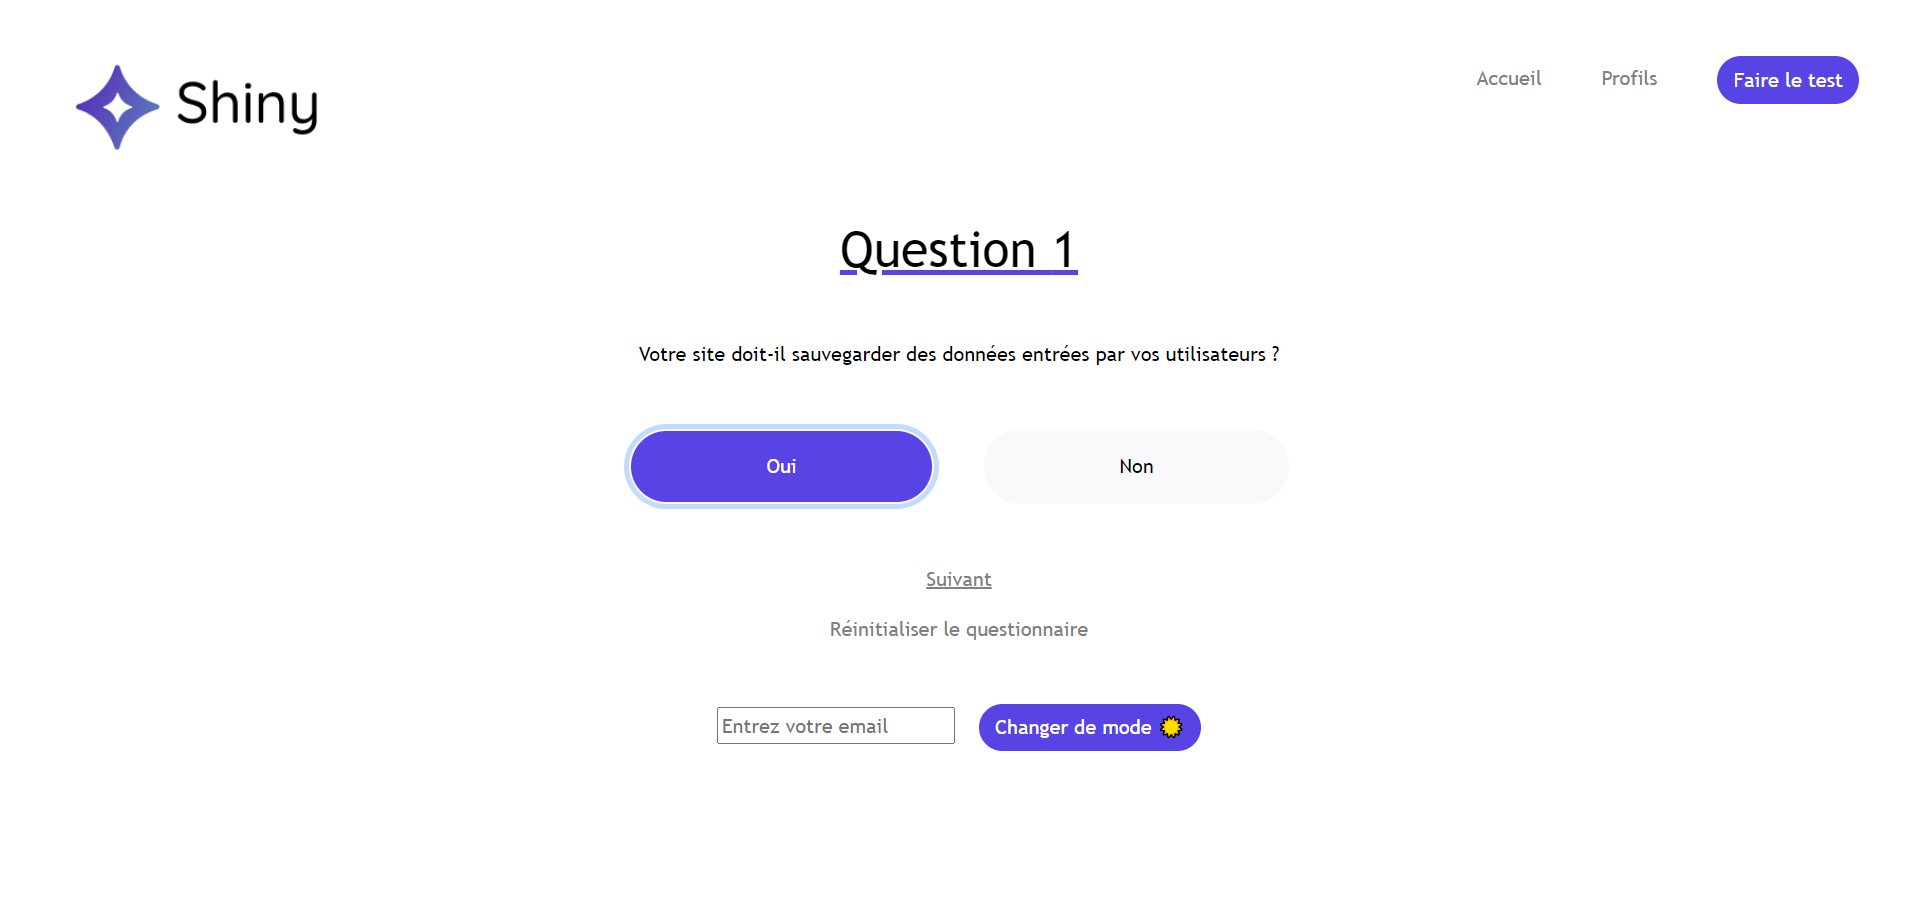 Shiny
Accueil Profils Faire le test
Question 1
Votre site doit-il sauvegarder des données entrées par vos utilisateurs ?
Oui Non
Suivant
Réinitialiser le questionnaire
Entrez votre email Changer de mode